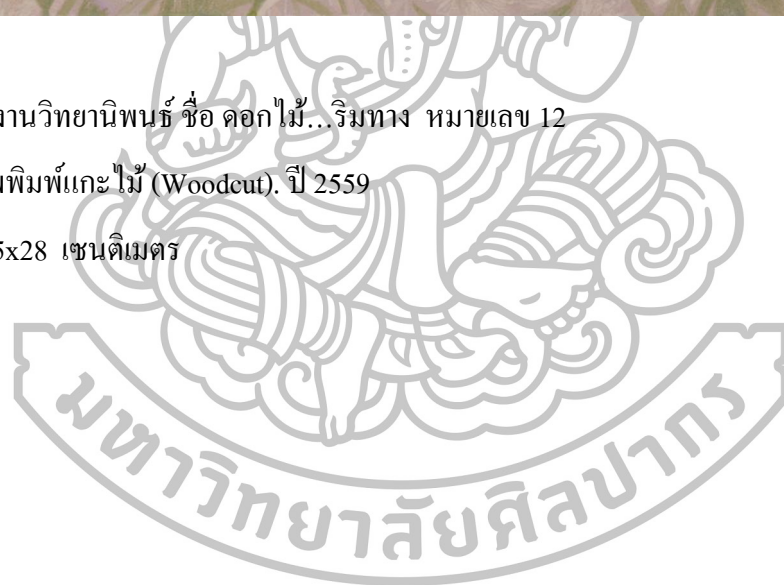 งานวิทยานิพนธ์ ชื่อ ดอกไม้…ริมทาง หมายเลข 12
พิมพ์แกะไม้ (Woodcut). ปี 2559
5x28 เซนติเมตร
มหาวิทยาลัยศิลปากร